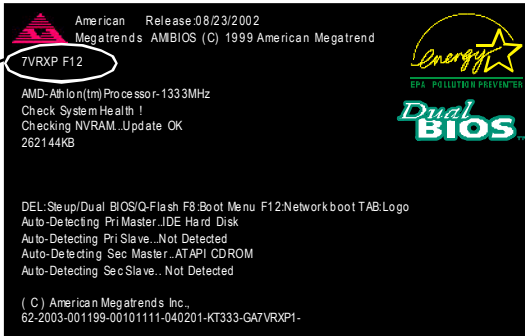 American Release:08/23/2002
Megatrends AMIBIOS (C) 1999 American Megatrend
7VRXP F12
AMD-Athlon(tm)Processor-1333MHz
Check System Health !
Checking NVRAM...Update OK
262144KB
energy
EPA POLLUTION PREVENTER
Dual
BIOS
DEL:Steup/Dual BIOS/Q-Flash F8:Boot Menu F12:Network boot TAB:Logo
Auto-Detecting Pri Master..IDE Hard Disk
Auto-Detecting Pri Slave...Not Detected
Auto-Detecting Sec Master..ATAPI CDROM
Auto-Detecting Sec Slave.. Not Detected
( C ) American Megatrends Inc.,
62-2003-001199-00101111-040201-KT333-GA7VRXP1-